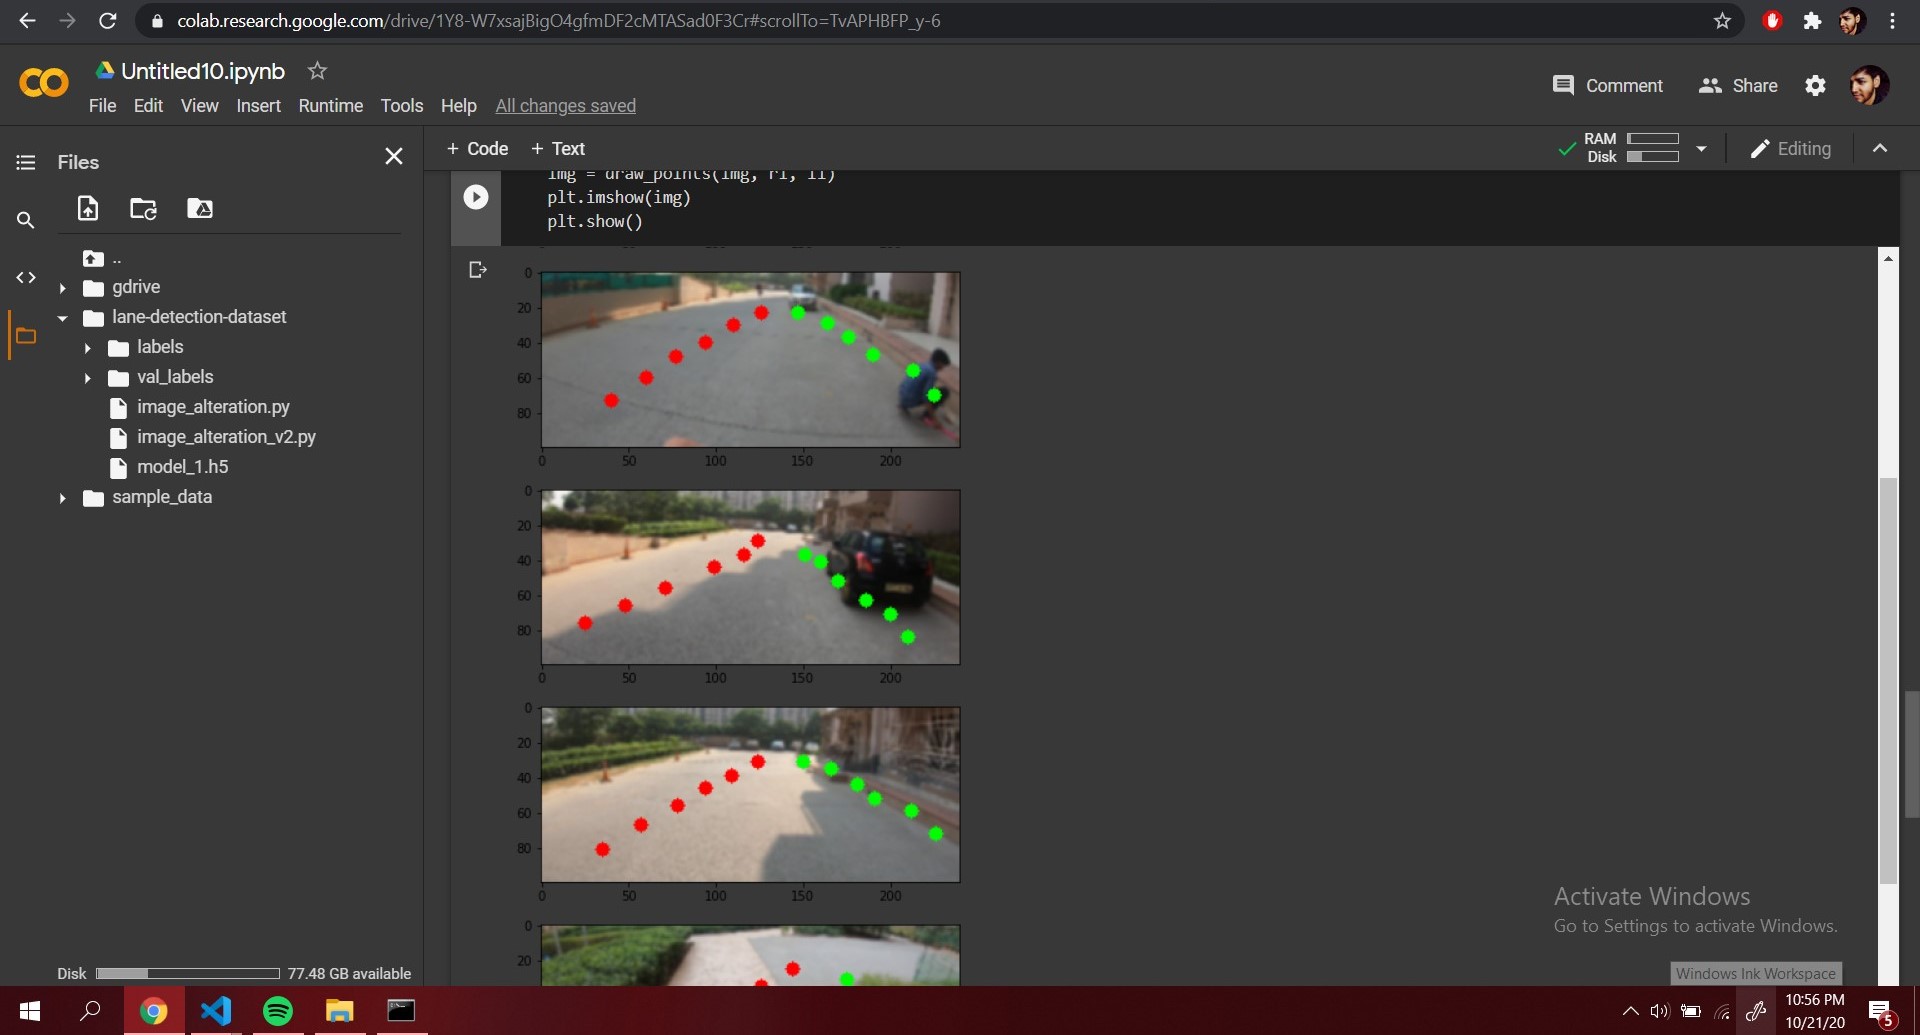 colab.research.google.com/drive/1Y8-W7xsajBigO4gfmDF2cMTASad0F3Cr#scrollTo=TvAPHBFP_y-6
Untitled10.ipynb
File Edit View Insert Runtime Tools Help All changes saved
Comment Share
Files
+ Code + Text
RAM
Disk
Editing
img = draw_points(img, rl, ll)
plt.imshow(img)
plt.show()
..
gdrive
lane-detection-dataset
labels
val_labels
image_alteration.py
image_alteration_v2.py
model_1.h5
sample_data
0
20
40
60
80
0 50 100 150 200
0
20
40
60
80
0 50 100 150 200
0
20
40
60
80
0 50 100 150 200
0
20
Activate Windows
Go to Settings to activate Windows.
Disk 77.48 GB available
Windows Ink Workspace
10:56 PM
10/21/20
5